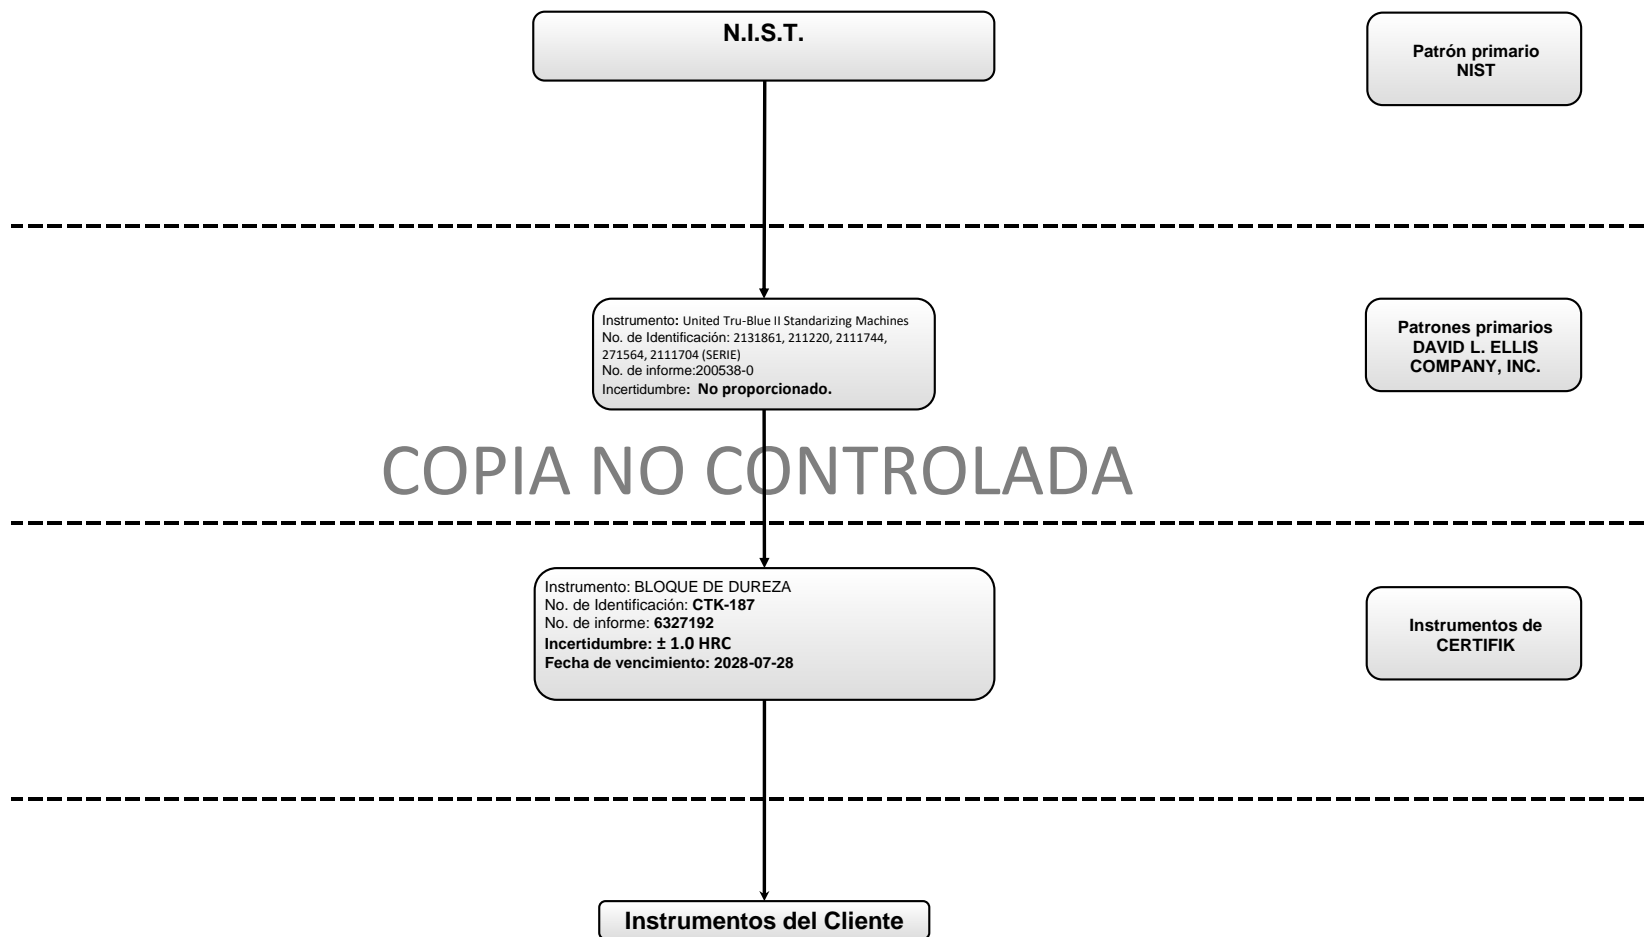 N.I.S.T.
Patrón primario
NIST
Instrumento: United Tru-Blue II Standarizing Machines
No. de Identificación: 2131861, 211220, 2111744,
271564, 2111704 (SERIE)
No. de informe:200538-0
Incertidumbre: No proporcionado.
Patrones primarios
DAVID L. ELLIS
COMPANY, INC.
COPIA NO CONTROLADA
Instrumento: BLOQUE DE DUREZA
No. de Identificación: CTK-187
No. de informe: 6327192
Incertidumbre: ± 1.0 HRC
Fecha de vencimiento: 2028-07-28
Instrumentos de
CERTIFIK
Instrumentos del Cliente